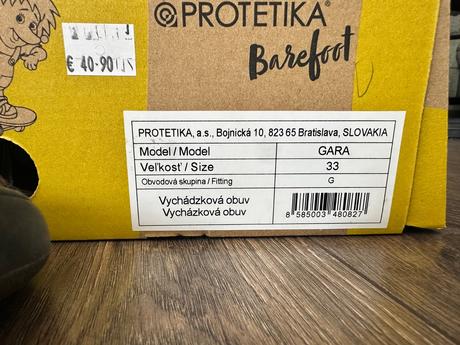 PROTETIKA®
Barefoot
€ 40·90
PROTETIKA, a.s., Bojnická 10, 823 65 Bratislava, SLOVAKIA
Model / Model GARA
Veľkosť / Size 33
Obvodová skupina / Fitting G
Vychádzková obuv
Vycházková obuv
8 585003 480827